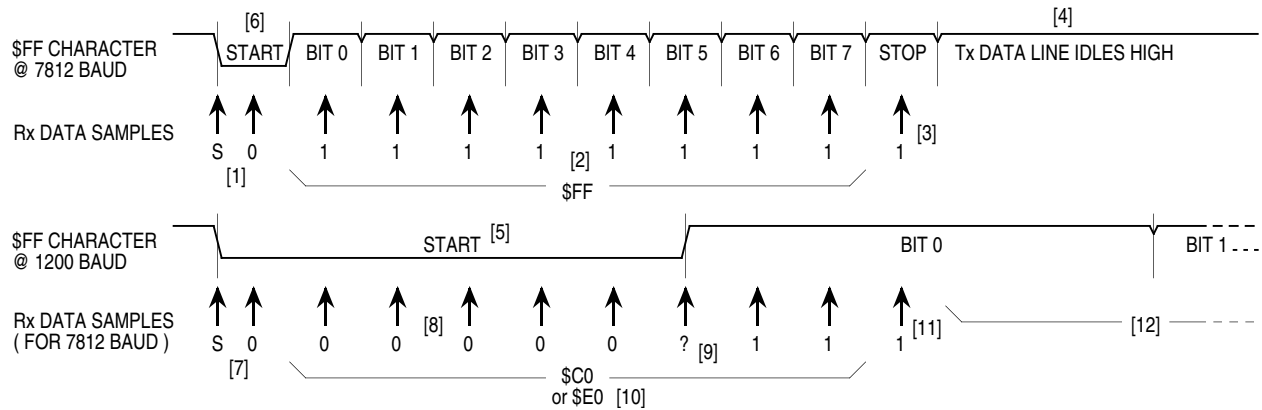 [6] [4]
$FF CHARACTER
@ 7812 BAUD
START BIT 0 BIT 1 BIT 2 BIT 3 BIT 4 BIT 5 BIT 6 BIT 7 STOP Tx DATA LINE IDLES HIGH
Rx DATA SAMPLES
[3]
S 0 1 1 1 1 1 1 1 1 1
[2]
[1]
$FF
$FF CHARACTER
@ 1200 BAUD
START [5] BIT 0 BIT 1
Rx DATA SAMPLES
( FOR 7812 BAUD )
[8] [11] [12]
S 0 0 0 0 0 0 ? 1 1 1
[9]
[7]
$C0
or $E0 [10]